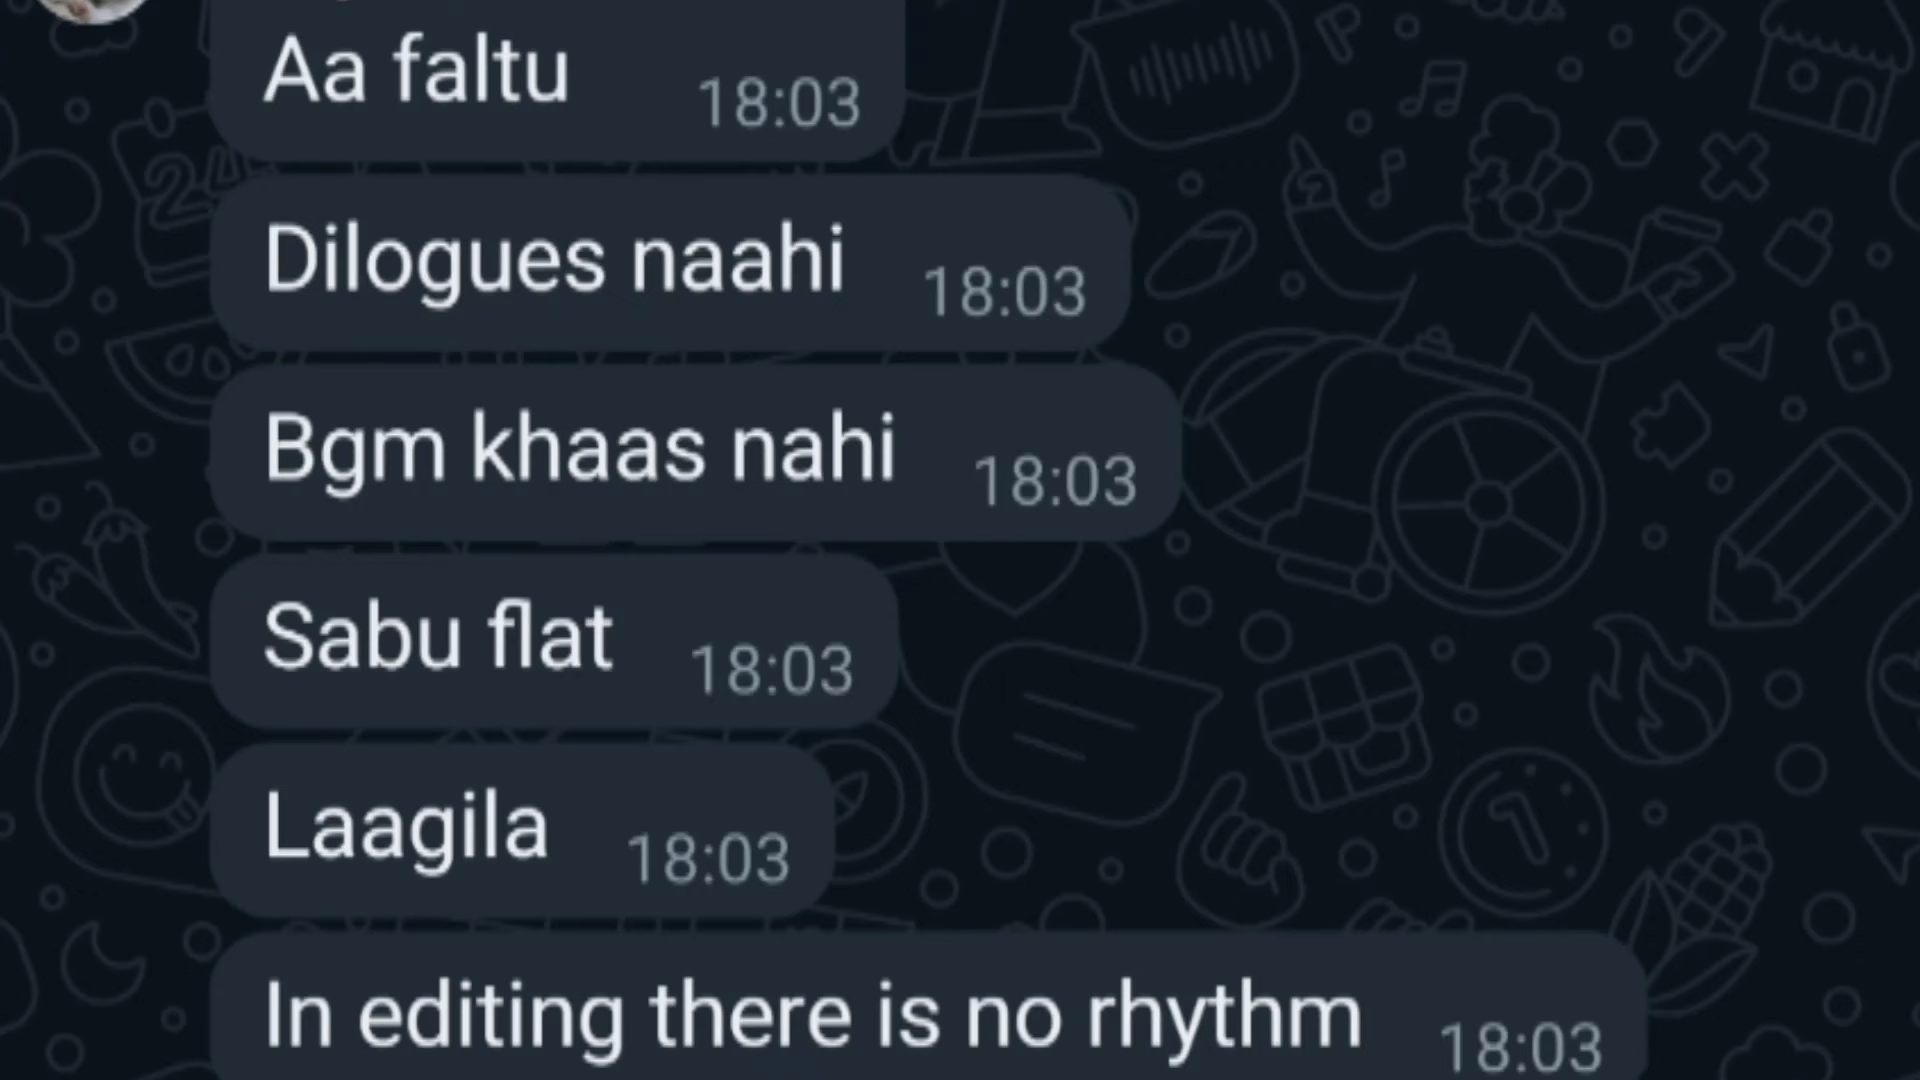 Aa faltu 18:03
Dilogues naahi 18:03
Bgm khaas nahi 18:03
Sabu flat 18:03
Laagila 18:03
In editing there is no rhythm 18:03
24